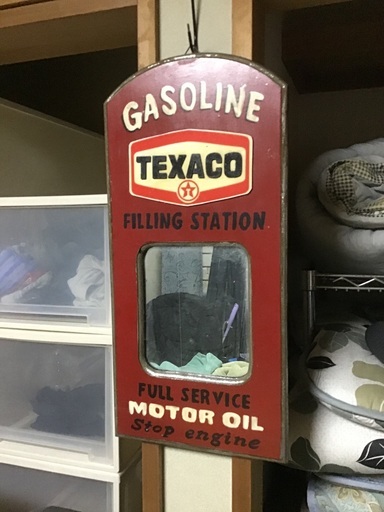 GASOLINE
TEXACO
FILLING STATION
FULL SERVICE
MOTOR OIL
Stop engine